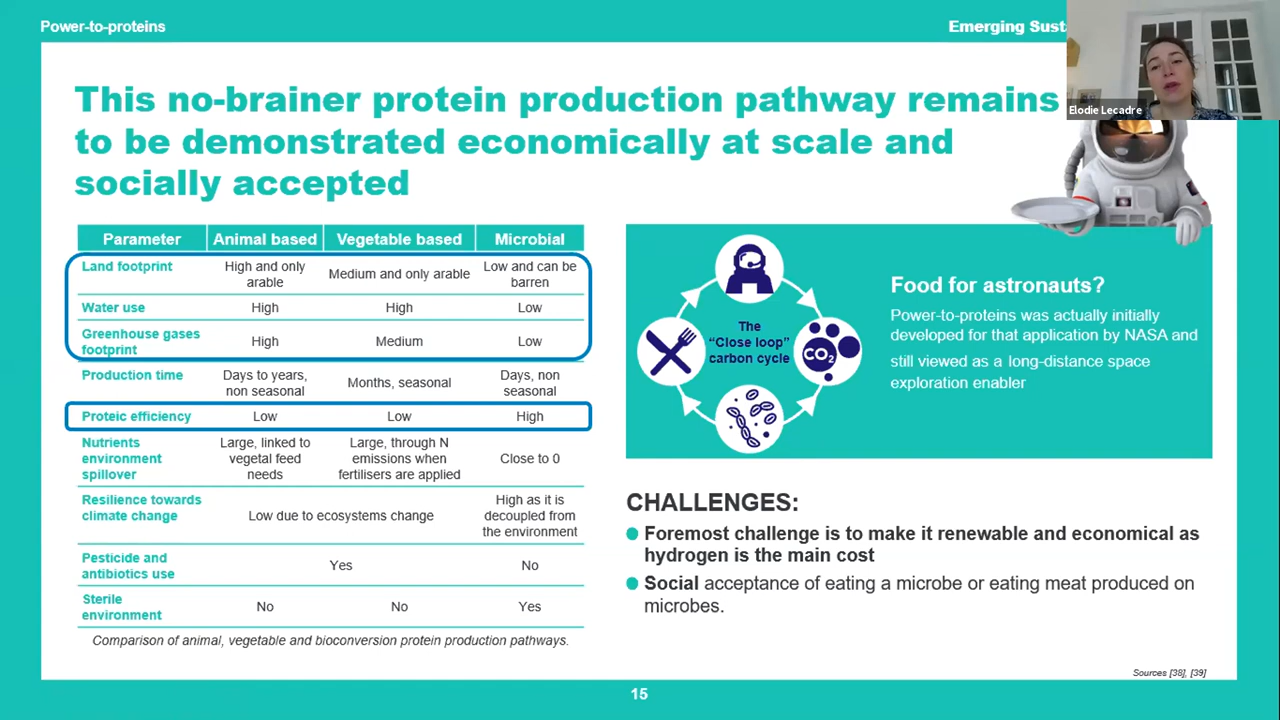 Power-to-proteins
Emerging Sust
Elodie Lecadre
This no-brainer protein production pathway remains
to be demonstrated economically at scale and
socially accepted
Parameter Animal based Vegetable based Microbial
Land footprint High and only arable Medium and only arable Low and can be barren
Water use High High Low
Greenhouse gases footprint High Medium Low
Production time Days to years, non seasonal Months, seasonal Days, non seasonal
Proteic efficiency Low Low High
Nutrients environment spillover Large, linked to vegetal feed needs Large, through N emissions when fertilisers are applied Close to 0
Resilience towards climate change Low due to ecosystems change High as it is decoupled from the environment
Pesticide and antibiotics use Yes No
Sterile environment No No Yes
Comparison of animal, vegetable and bioconversion protein production pathways.
The
“Close loop”
carbon cycle
CO2
Food for astronauts?
Power-to-proteins was actually initially
developed for that application by NASA and
still viewed as a long-distance space
exploration enabler
CHALLENGES:
Foremost challenge is to make it renewable and economical as
hydrogen is the main cost
Social acceptance of eating a microbe or eating meat produced on
microbes.
Sources [38], [39]
15